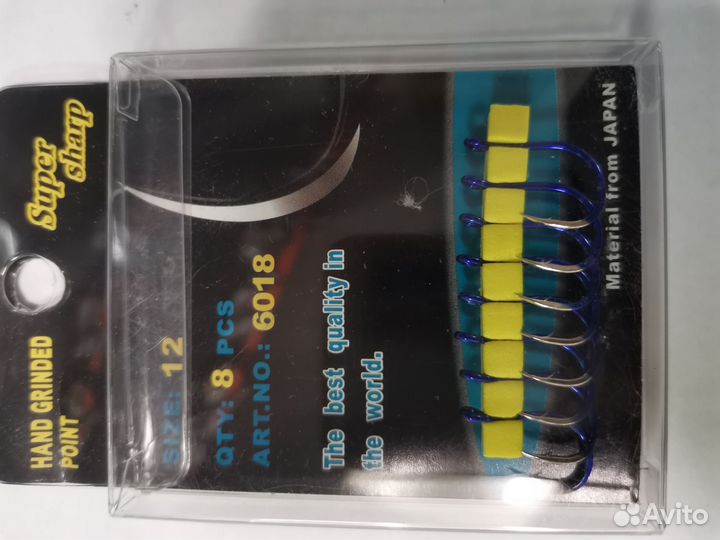 Super
sharp
HAND GRINDED
POINT
SIZE: 12
QTY: 8 PCS
ART.NO.: 6018
The best quality in
the world.
Material from JAPAN
Avito